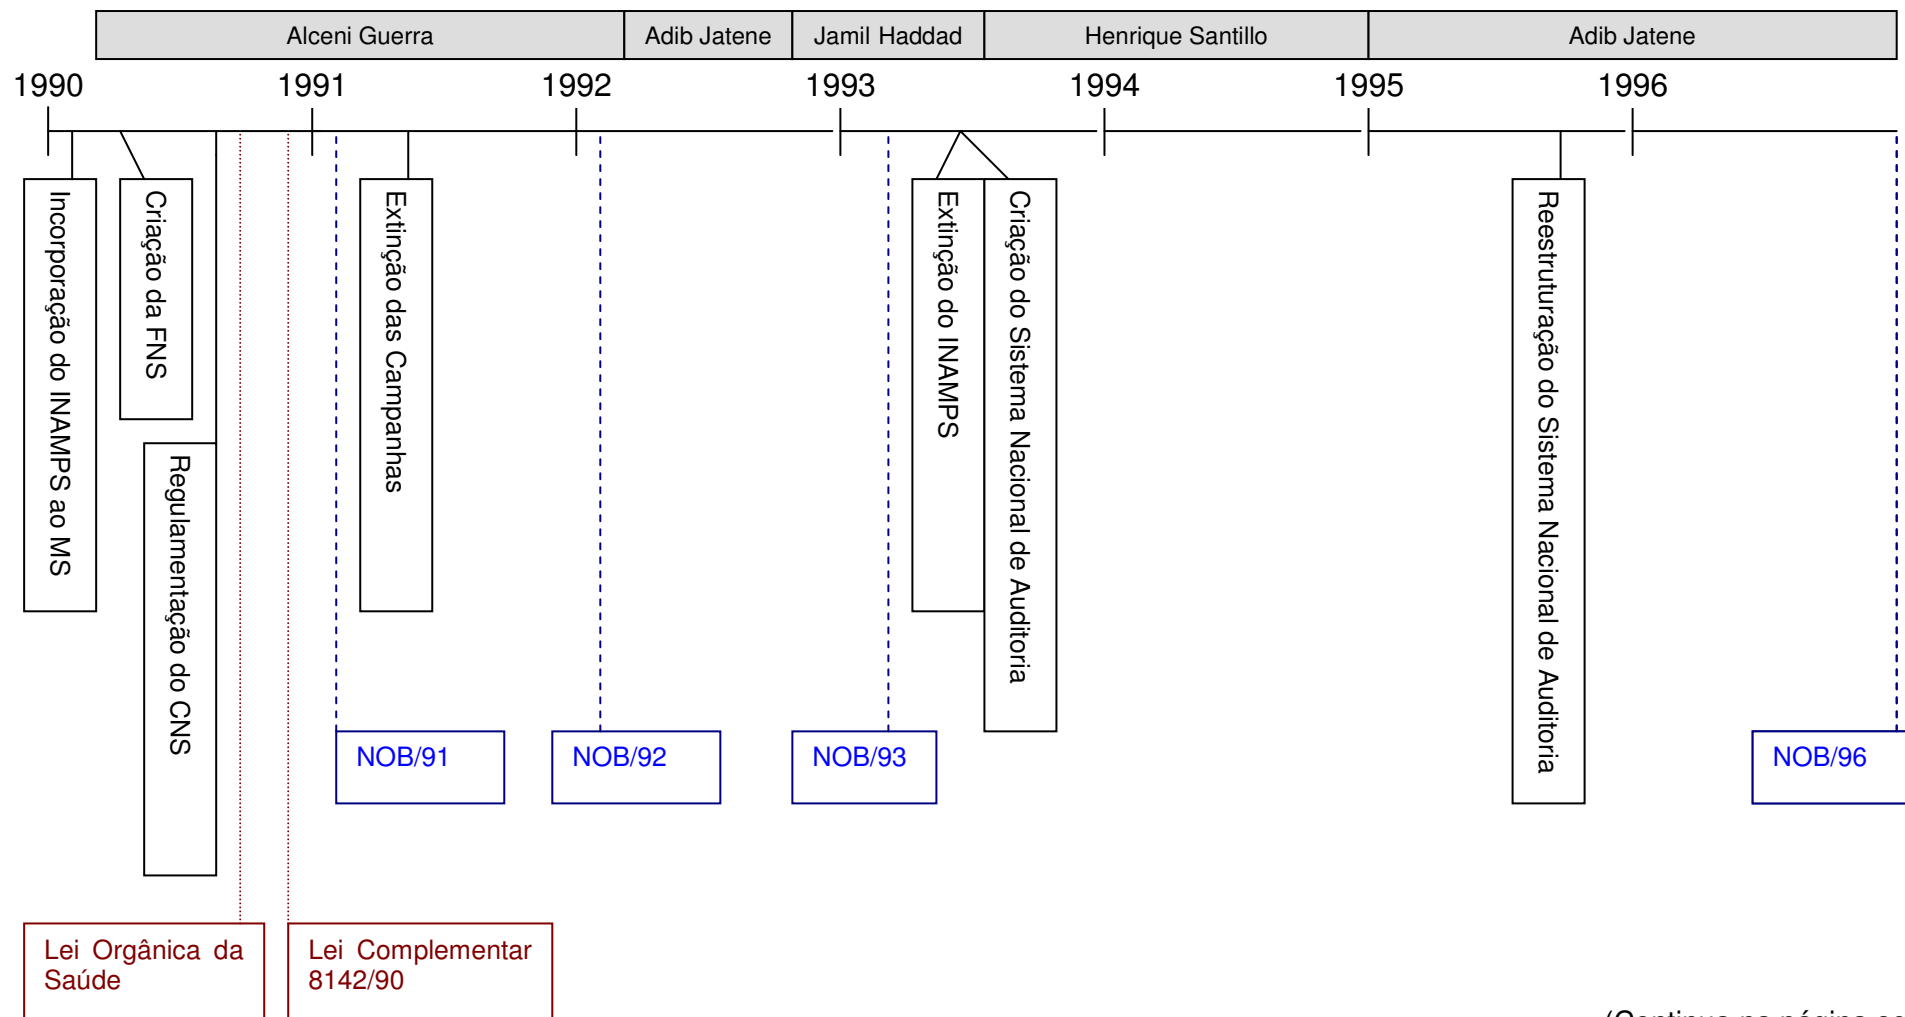 Alceni Guerra
Adib Jatene
Jamil Haddad
Henrique Santillo
Adib Jatene
1990
1991
1992
1993
1994
1995
1996
Incorporação do INAMPS ao MS
Criação da FNS
Regulamentação do CNS
Extinção das Campanhas
Extinção do INAMPS
Criação do Sistema Nacional de Auditoria
Reestruturação do Sistema Nacional de Auditoria
NOB/91
NOB/92
NOB/93
NOB/96
Lei Orgânica da
Saúde
Lei Complementar
8142/90